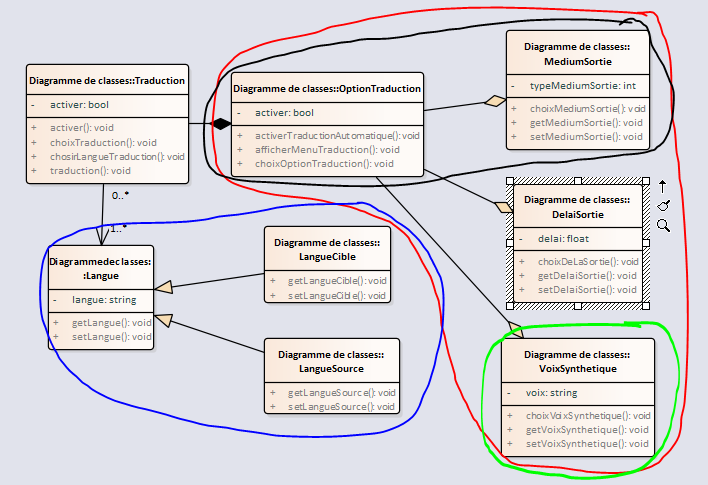 Diagramme de classes::Traduction
- activer: bool
+ activer(): void
+ choixTraduction(): void
+ chosirLangueTraduction(): void
+ traduction(): void
Diagramme de classes::OptionTraduction
- activer: bool
+ activerTraductionAutomatique(): void
+ afficherMenuTraduction(): void
+ choixOptionTraduction(): void
Diagramme de classes::
MediumSortie
- typeMediumSortie: int
+ choixMediumSortie(): void
+ getMediumSortie(): void
+ setMediumSortie(): void
Diagramme de classes::
DelaiSortie
- delai: float
+ choixDeLaSortie(): void
+ getDelaiSortie(): void
+ setDelaiSortie(): void
0..*
1..*
Diagrammedeclasses:
:Langue
- langue: string
+ getLangue(): void
+ setLangue(): void
Diagramme de classes::
LangueCible
+ getLangueCible(): void
+ setLangueCible(): void
Diagramme de classes::
LangueSource
+ getLangueSource(): void
+ setLangueSource(): void
Diagramme de classes::
VoixSynthetique
- voix: string
+ choixVoixSynthetique(): void
+ getVoixSynthetique(): void
+ setVoixSynthetique(): void